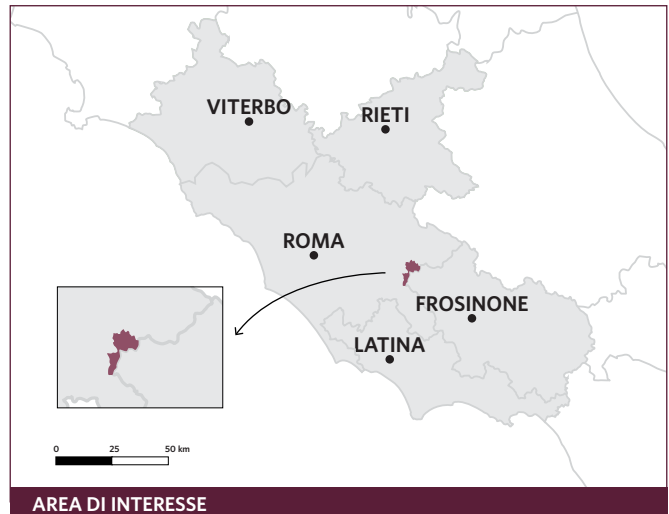 VITERBO
RIETI
ROMA
FROSINONE
LATINA
0 25 50 km
AREA DI INTERESSE